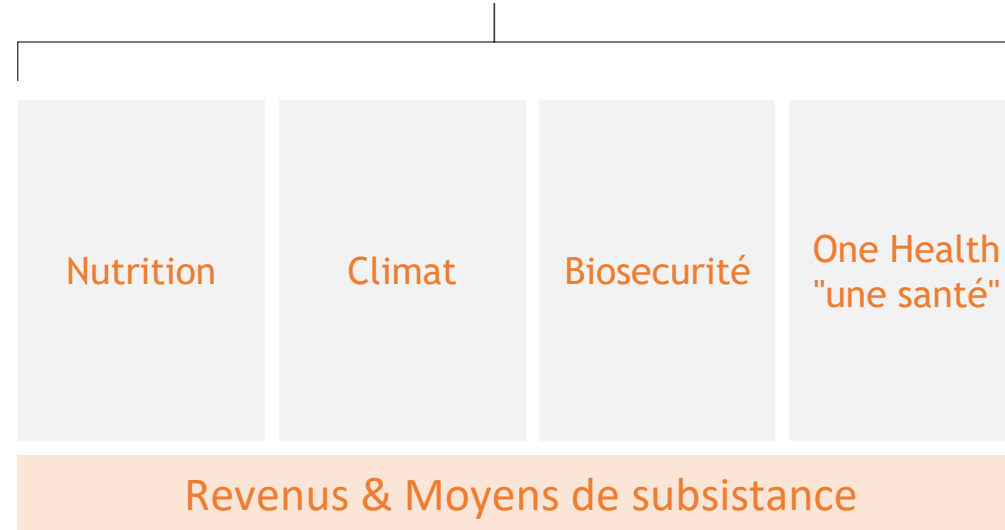 Nutrition
Climat
Biosecurité
One Health
"une santé"
Revenus & Moyens de subsistance